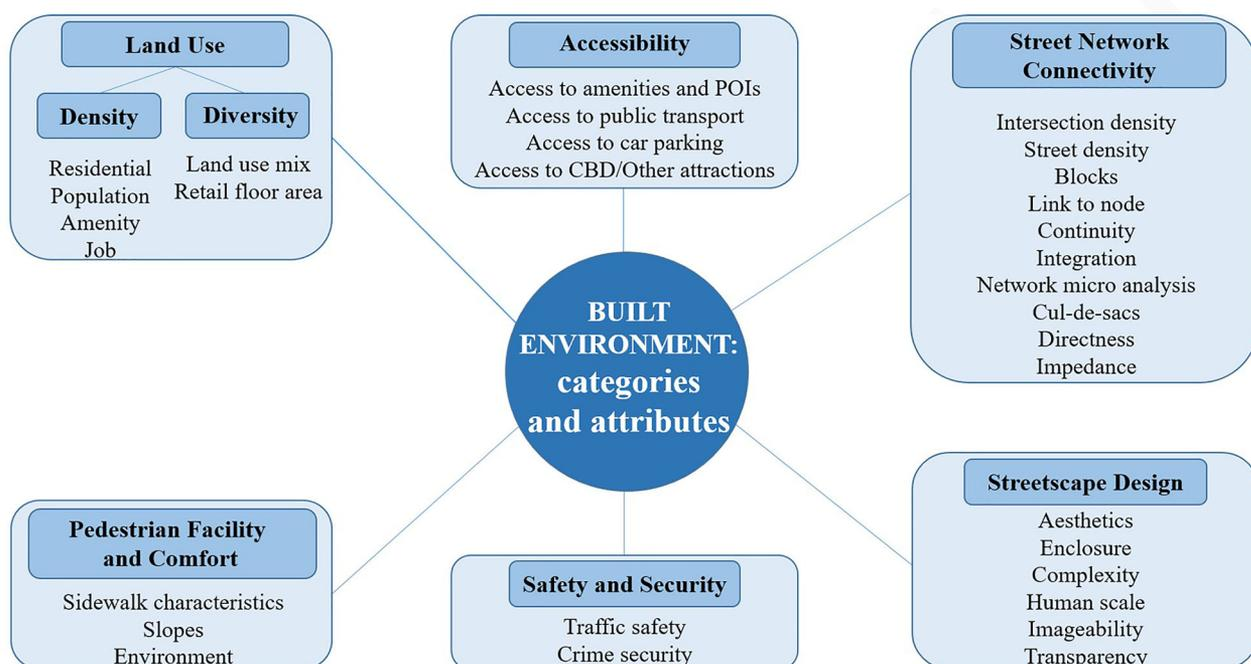 Land Use
Density
Residential
Population
Amenity
Job
Diversity
Land use mix
Retail floor area
Accessibility
Access to amenities and POIs
Access to public transport
Access to car parking
Access to CBD/Other attractions
Street Network
Connectivity
Intersection density
Street density
Blocks
Link to node
Continuity
Integration
Network micro analysis
Cul-de-sacs
Directness
Impedance
BUILT
ENVIRONMENT:
categories
and attributes
Pedestrian Facility
and Comfort
Sidewalk characteristics
Slopes
Environment
Safety and Security
Traffic safety
Crime security
Streetscape Design
Aesthetics
Enclosure
Complexity
Human scale
Imageability
Transparency